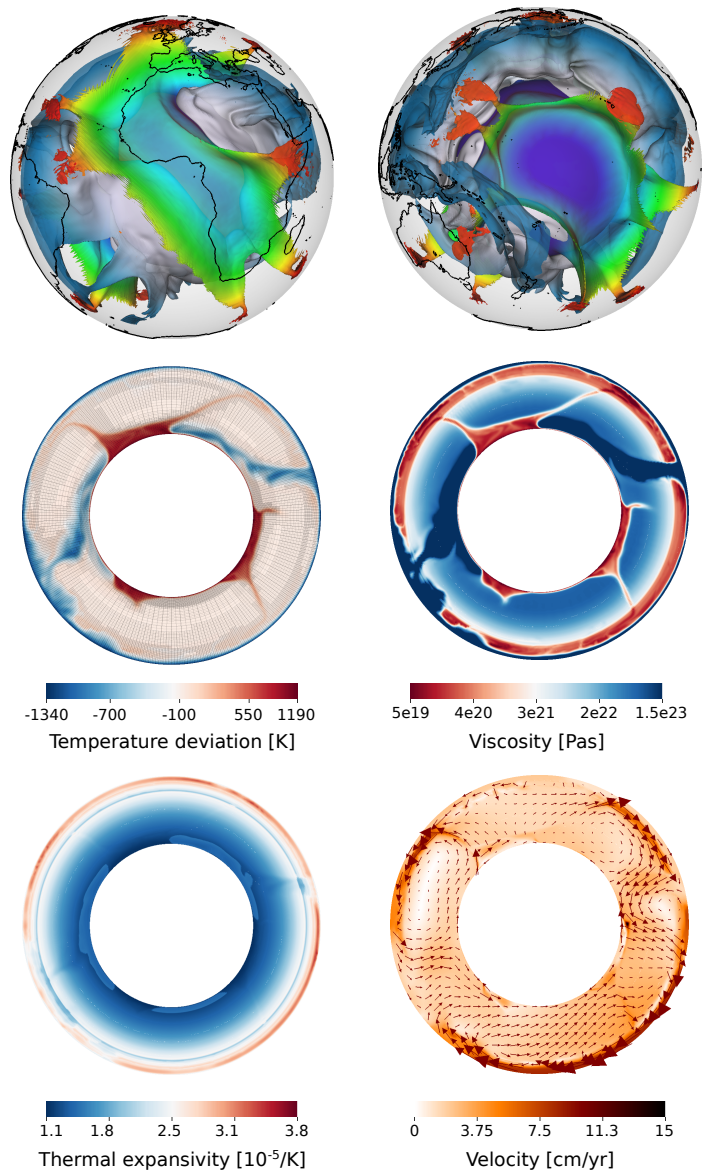 -1340 -700 -100 550 1190
Temperature deviation [K]
5e19 4e20 3e21 2e22 1.5e23
Viscosity [Pas]
1.1 1.8 2.5 3.1 3.8
Thermal expansivity [10⁻⁵/K]
0 3.75 7.5 11.3 15
Velocity [cm/yr]